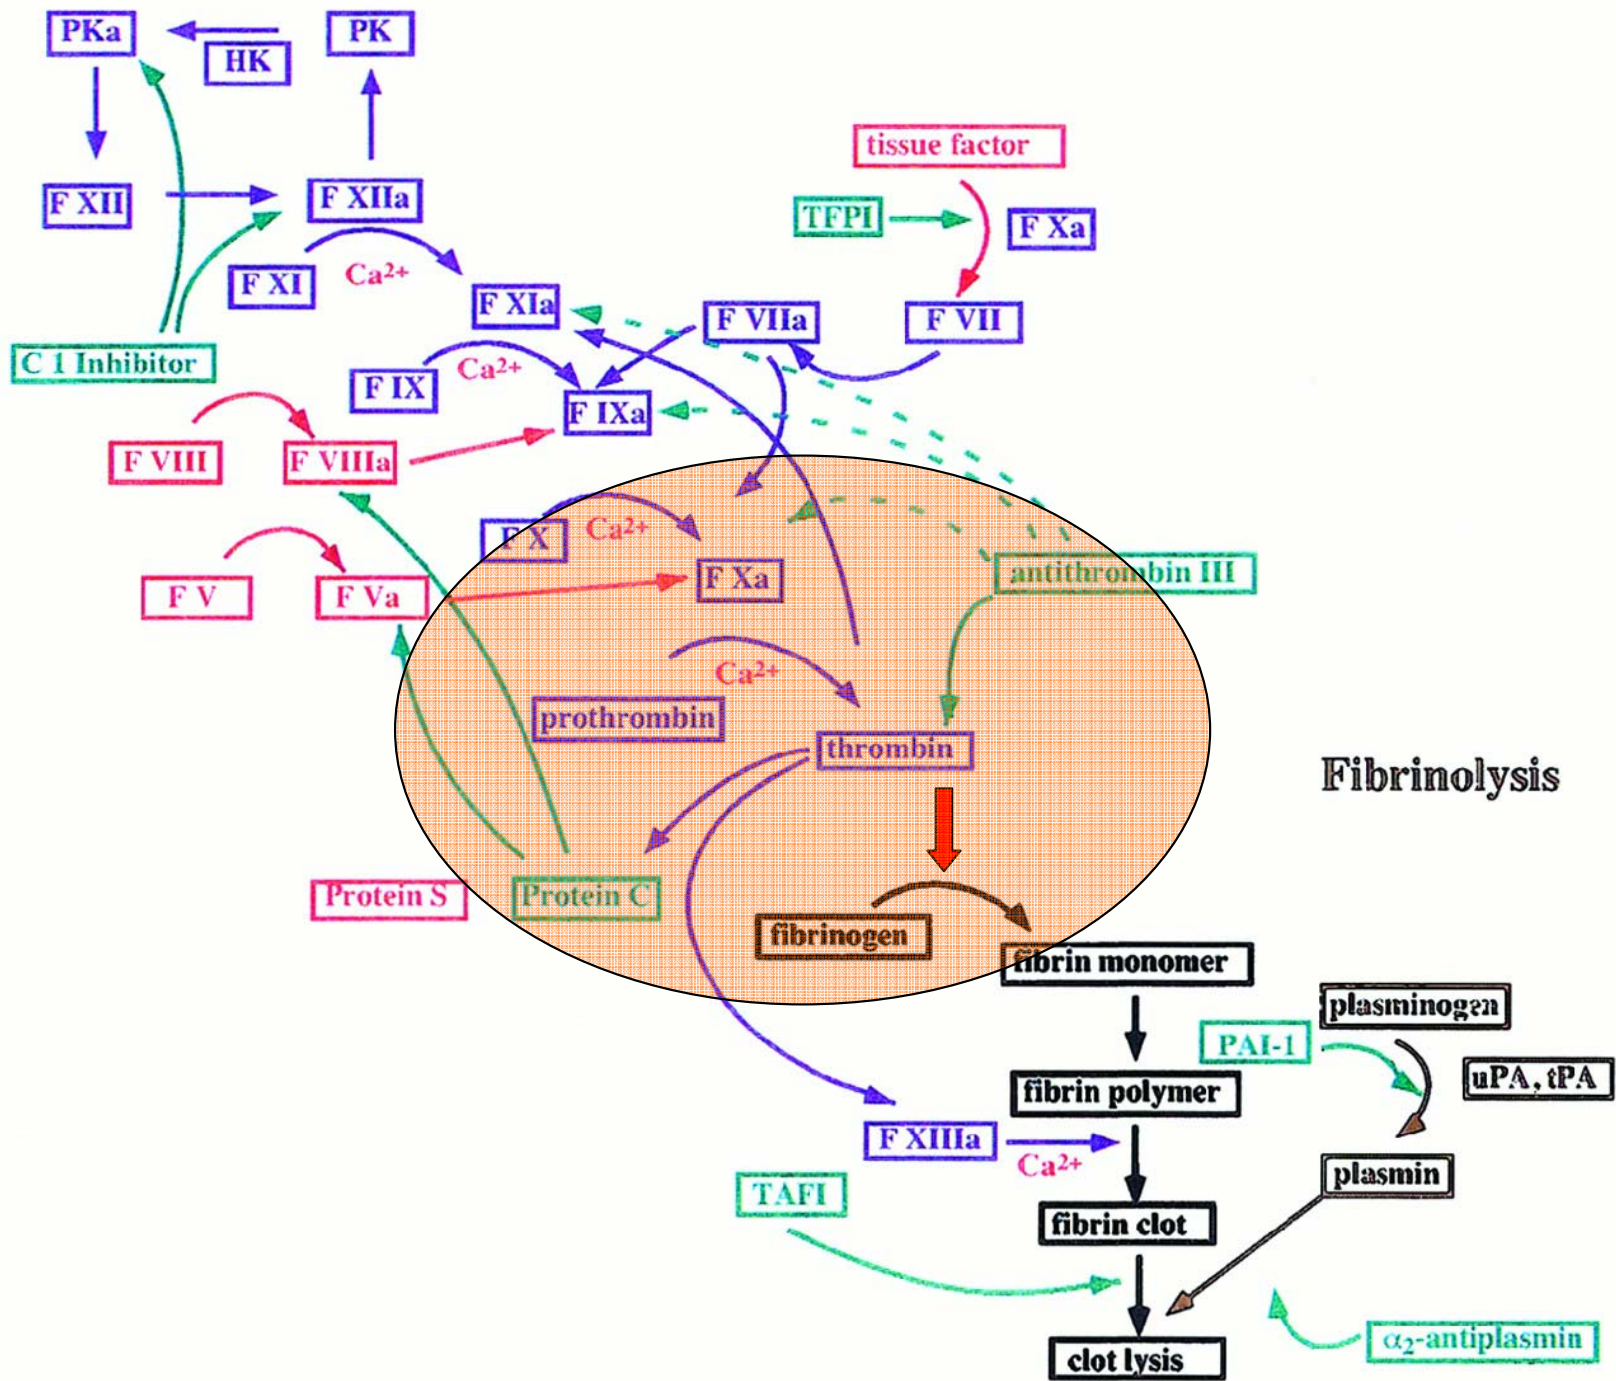 PKa
PK
HK
tissue factor
F XII
F XIIa
TFPI
F Xa
F XI
Ca2+
F XIa
F VIIa
F VII
C 1 Inhibitor
F IX
Ca2+
F IXa
F VIII
F VIIIa
F X
Ca2+
F Xa
antithrombin III
F V
F Va
Ca2+
prothrombin
thrombin
Fibrinolysis
Protein S
Protein C
fibrinogen
fibrin monomer
plasminogen
PAI-1
uPA, tPA
fibrin polymer
F XIIIa
Ca2+
plasmin
TAFI
fibrin clot
α2-antiplasmin
clot lysis